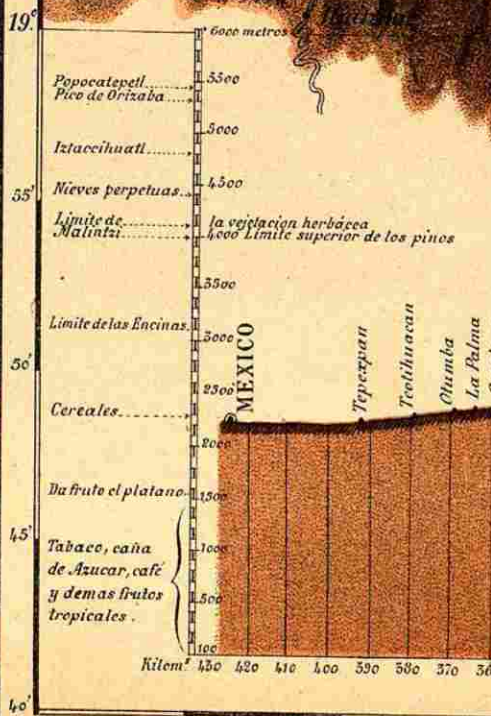 19.°
6000 metros
5500
Popocatepetl
Pico de Orizaba
5000
Iztaccihuatl
4500
Nieves perpetuas
Limite de la vejetacion herbácea
Malintzi 4000 Limite superior de los pinos
55'
3500
Limite de las Encinas
3000
50'
2500
Cereales
2000
MEXICO
Tepexpan
Teotihuacan
Otumba
La Palma
Da fruto el platano
1500
45'
Tabaco, caña
de Azucar, café
y demas frutos
tropicales.
1000
500
100
Kilom.s 430 420 410 400 390 380 370 36
40'